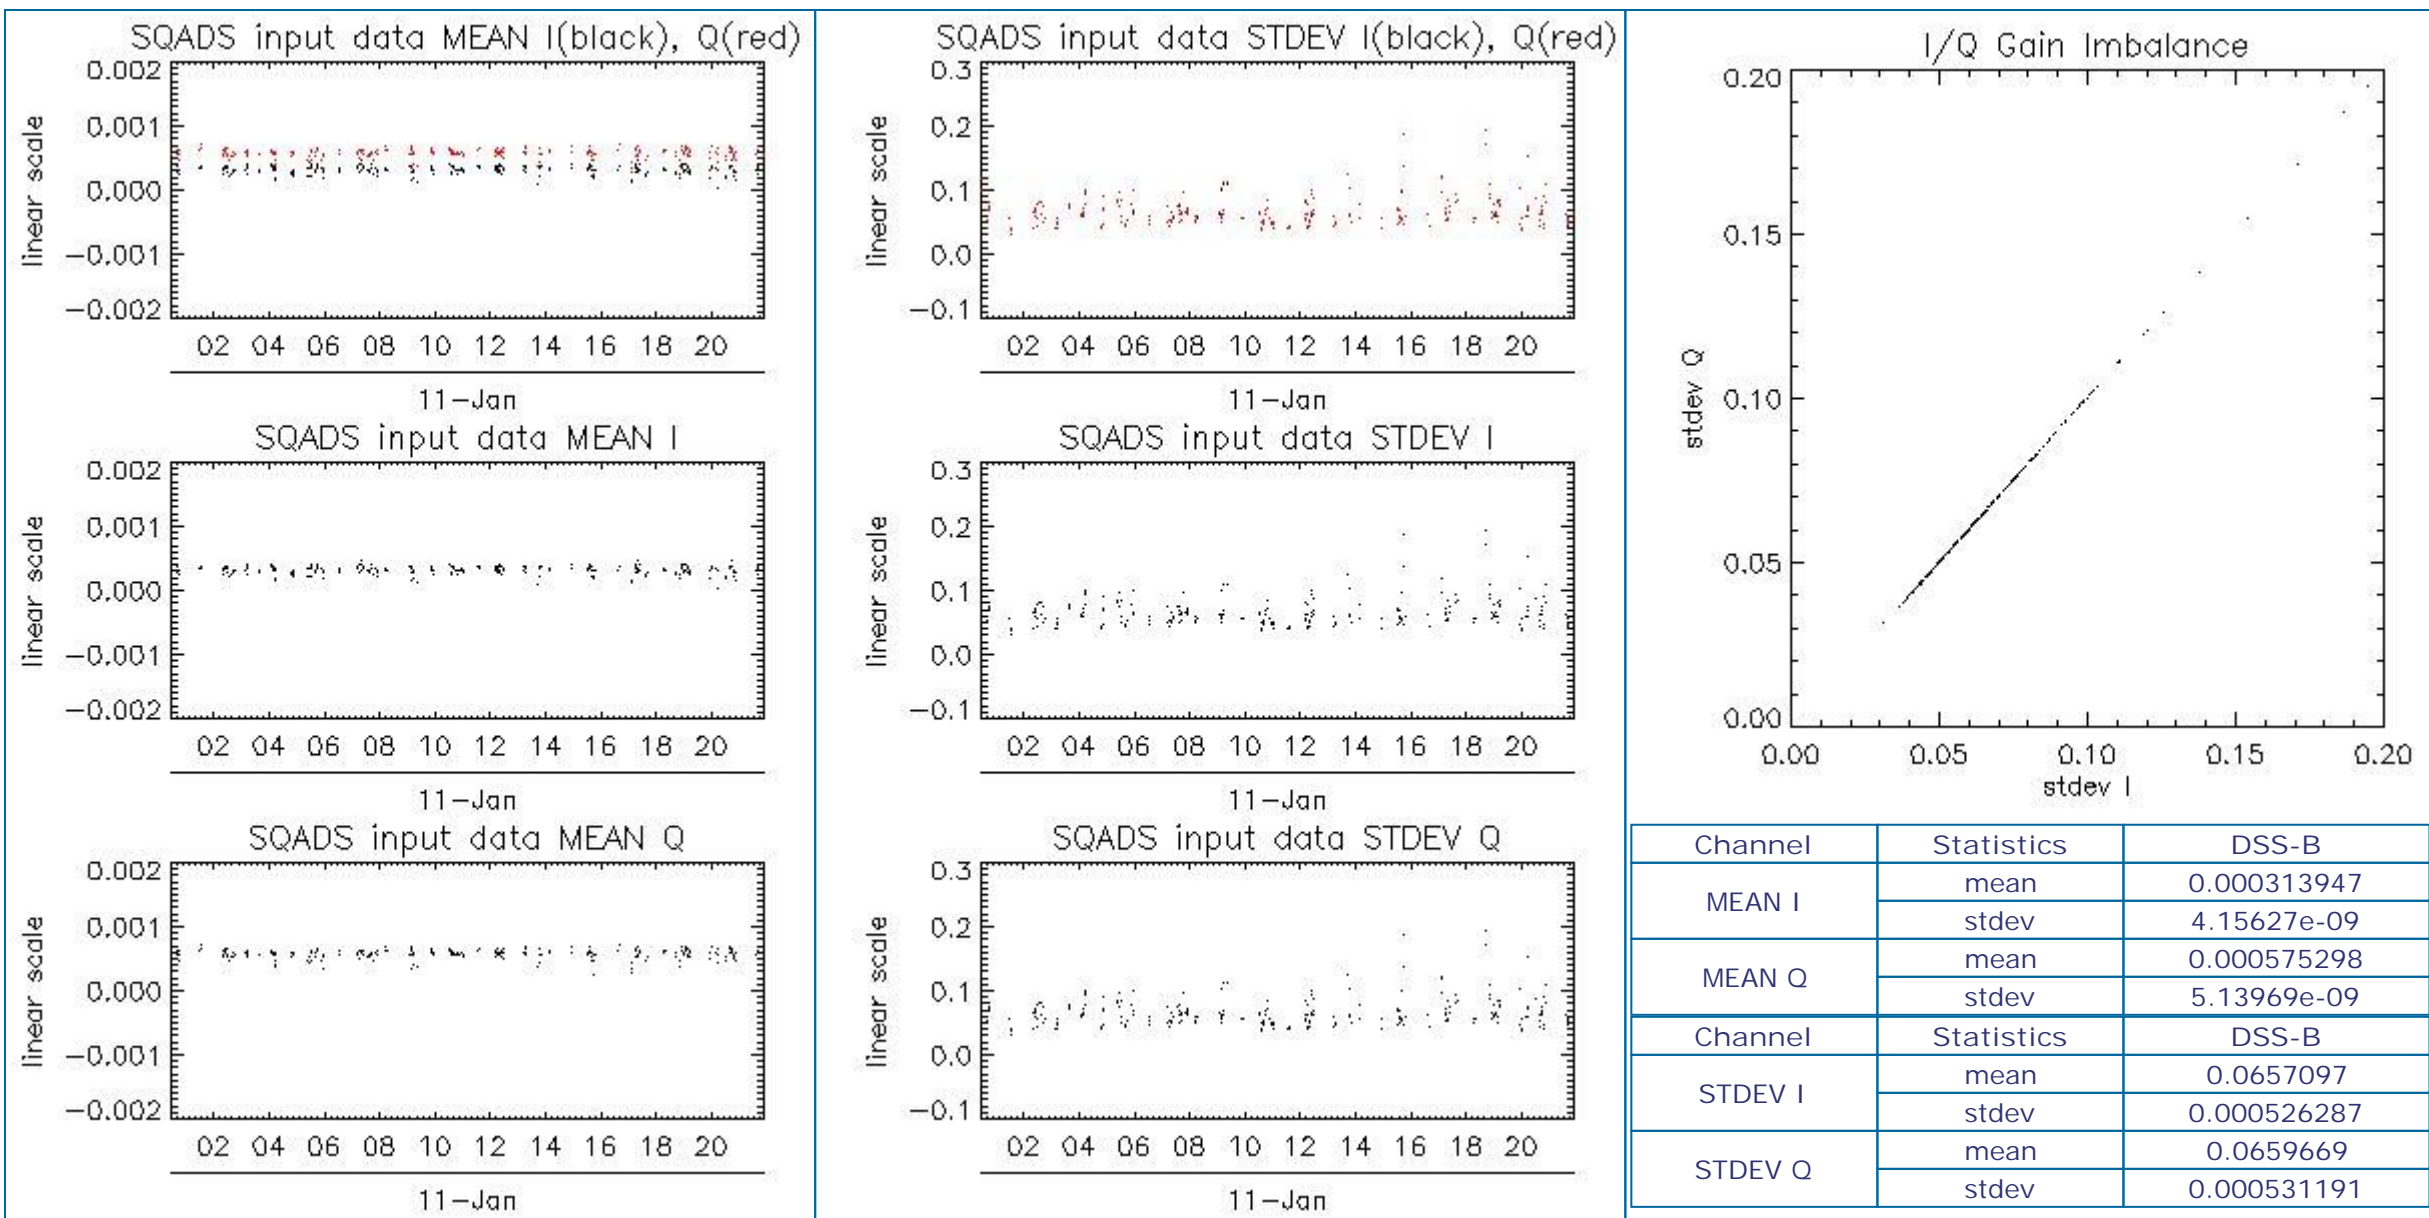 SQADS input data MEAN I(black), Q(red)
0.002
0.001
0.000
-0.001
-0.002
linear scale
02 04 06 08 10 12 14 16 18 20
11-Jan
SQADS input data MEAN I
0.002
0.001
0.000
-0.001
-0.002
linear scale
02 04 06 08 10 12 14 16 18 20
11-Jan
SQADS input data MEAN Q
0.002
0.001
0.000
-0.001
-0.002
linear scale
02 04 06 08 10 12 14 16 18 20
11-Jan
SQADS input data STDEV I(black), Q(red)
0.3
0.2
0.1
0.0
-0.1
linear scale
02 04 06 08 10 12 14 16 18 20
11-Jan
SQADS input data STDEV I
0.3
0.2
0.1
0.0
-0.1
linear scale
02 04 06 08 10 12 14 16 18 20
11-Jan
SQADS input data STDEV Q
0.3
0.2
0.1
0.0
-0.1
linear scale
02 04 06 08 10 12 14 16 18 20
11-Jan
I/Q Gain Imbalance
0.20
0.15
0.10
0.05
0.00
stdev Q
0.00 0.05 0.10 0.15 0.20
stdev I
Channel Statistics DSS-B
MEAN I mean 0.000313947
stdev 4.15627e-09
MEAN Q mean 0.000575298
stdev 5.13969e-09
Channel Statistics DSS-B
STDEV I mean 0.0657097
stdev 0.000526287
STDEV Q mean 0.0659669
stdev 0.000531191